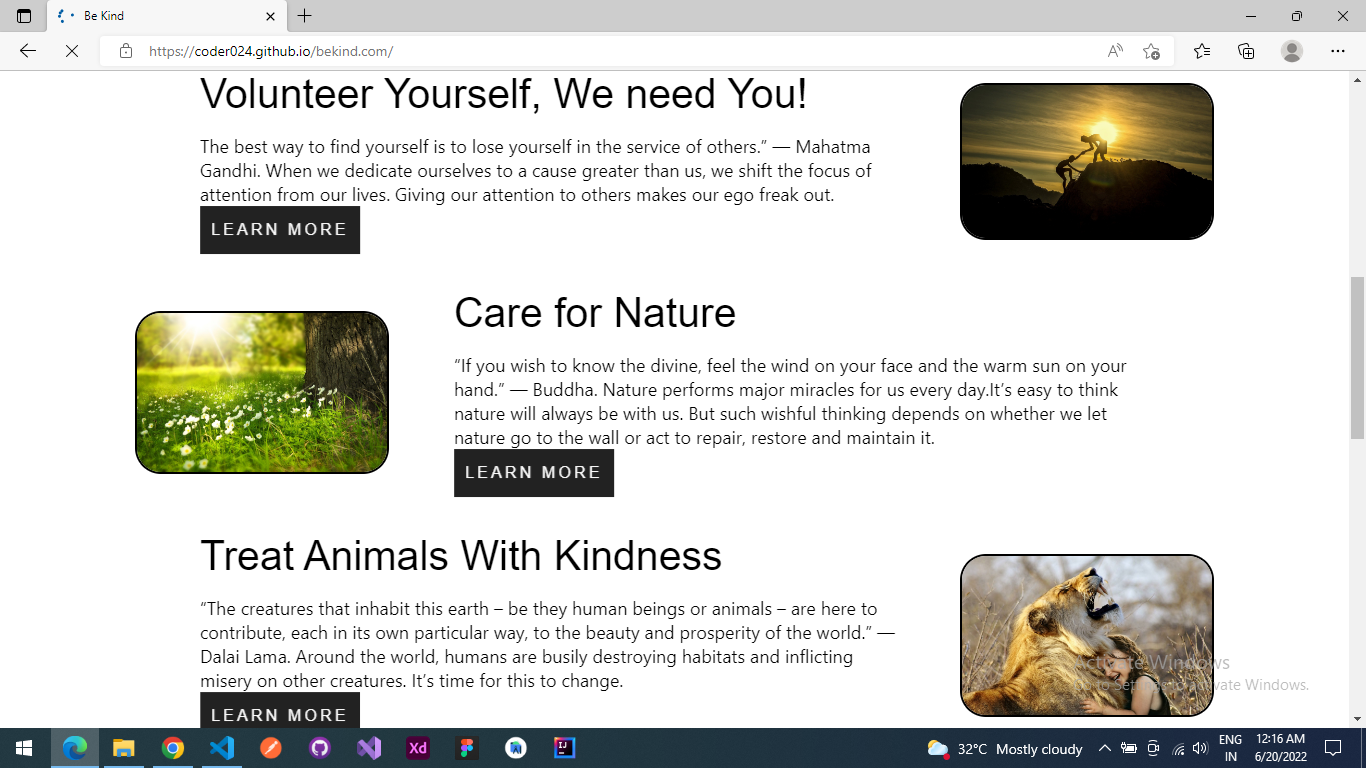 Be Kind
https://coder024.github.io/bekind.com/
Volunteer Yourself, We need You!
The best way to find yourself is to lose yourself in the service of others.” — Mahatma
Gandhi. When we dedicate ourselves to a cause greater than us, we shift the focus of
attention from our lives. Giving our attention to others makes our ego freak out.
LEARN MORE
Care for Nature
“If you wish to know the divine, feel the wind on your face and the warm sun on your
hand.” — Buddha. Nature performs major miracles for us every day.It’s easy to think
nature will always be with us. But such wishful thinking depends on whether we let
nature go to the wall or act to repair, restore and maintain it.
LEARN MORE
Treat Animals With Kindness
“The creatures that inhabit this earth – be they human beings or animals – are here to
contribute, each in its own particular way, to the beauty and prosperity of the world.” —
Dalai Lama. Around the world, humans are busily destroying habitats and inflicting
misery on other creatures. It’s time for this to change.
LEARN MORE
Activate Windows
Go to Settings to activate Windows.
Xd
IJ
32°C Mostly cloudy
ENG
IN
12:16 AM
6/20/2022